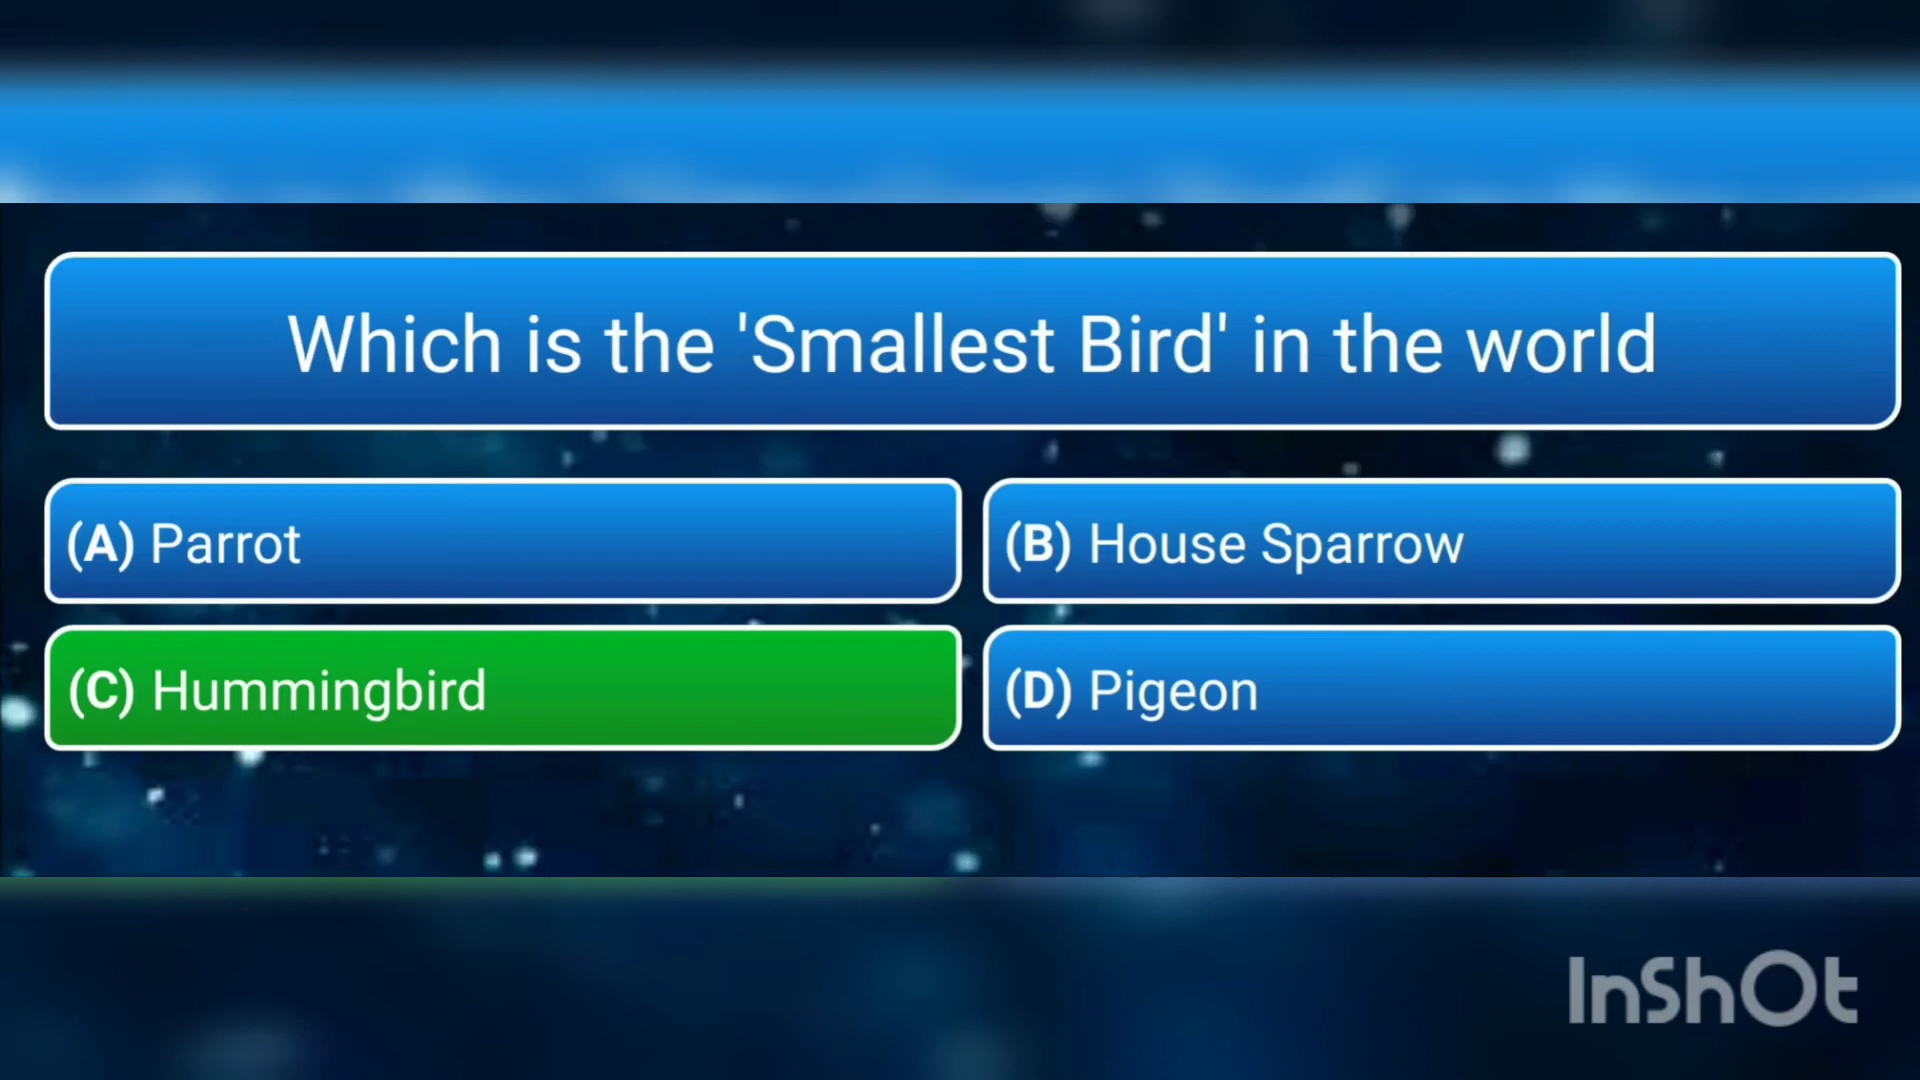 Which is the 'Smallest Bird' in the world
(A) Parrot
(B) House Sparrow
(C) Hummingbird
(D) Pigeon
InShOt